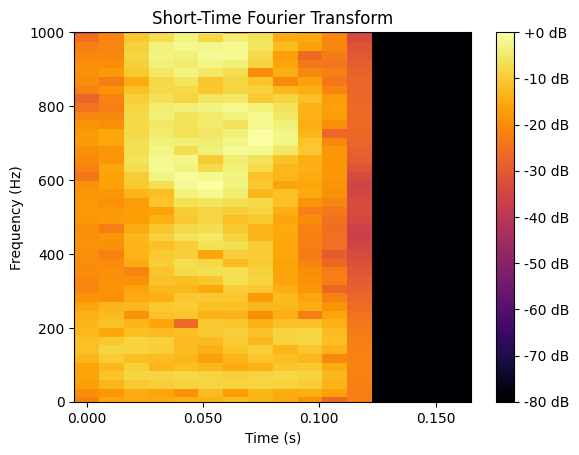 Short-Time Fourier Transform
1000
800
600
400
200
0
Frequency (Hz)
0.000
0.050
0.100
0.150
Time (s)
+0 dB
-10 dB
-20 dB
-30 dB
-40 dB
-50 dB
-60 dB
-70 dB
-80 dB